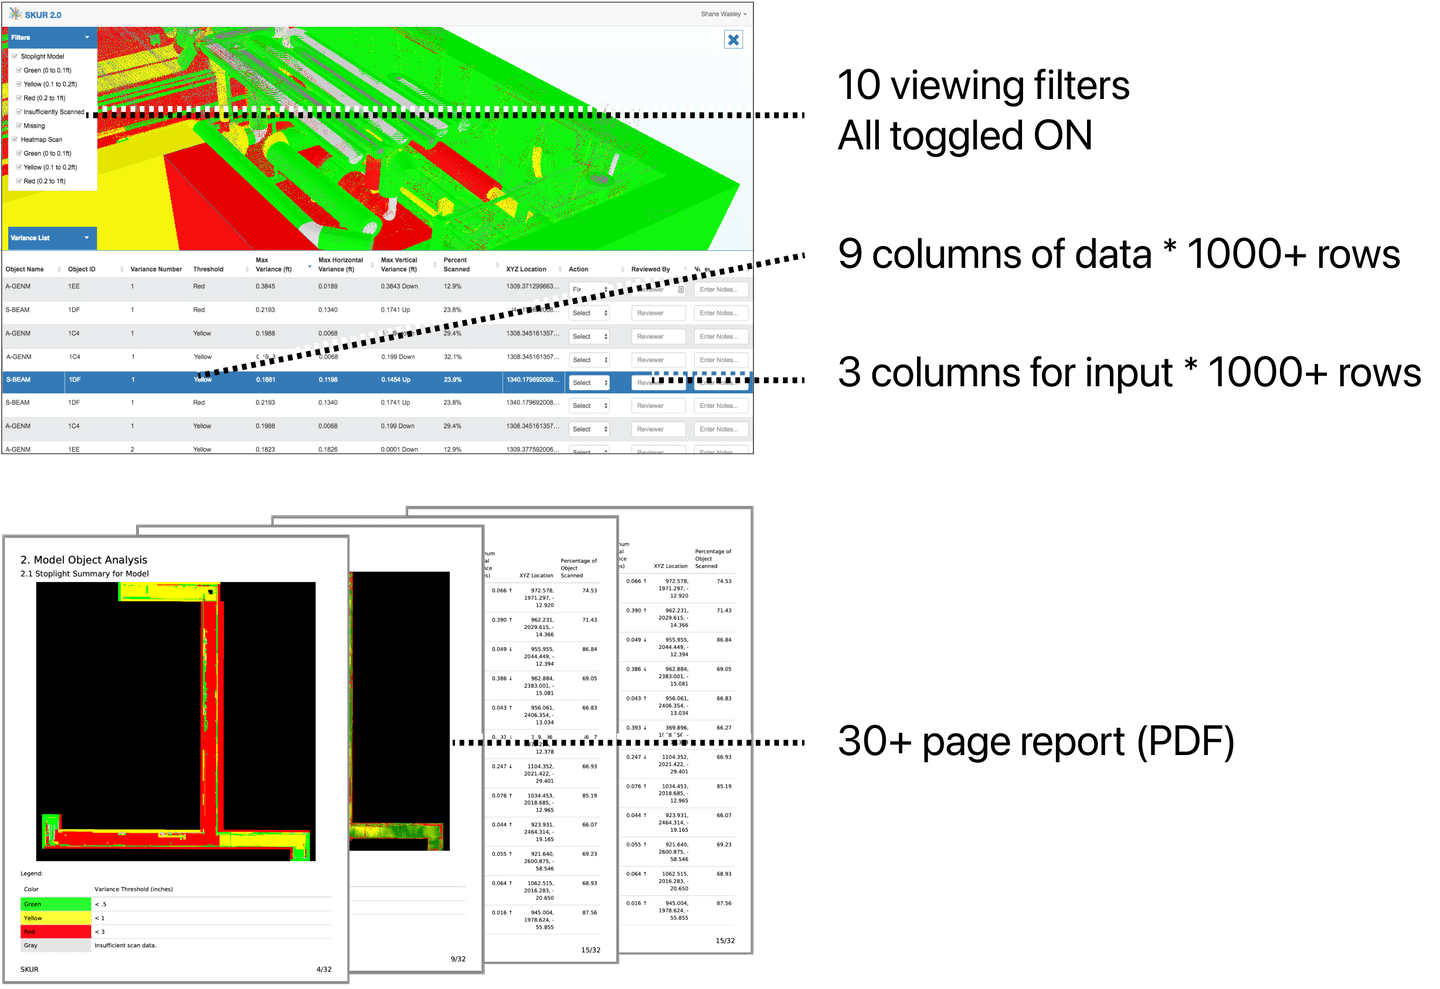 SKUR 2.0
Shane Wasley
Filters
Stoplight Model
Green (0 to 0.1ft)
Yellow (0.1 to 0.2ft)
Red (0.2 to 1ft)
Insufficiently Scanned
Missing
Heatmap Scan
Green (0 to 0.1ft)
Yellow (0.1 to 0.2ft)
Red (0.2 to 1ft)
Variance List
10 viewing filters
All toggled ON
9 columns of data * 1000+ rows
3 columns for input * 1000+ rows
Object Name Object ID Variance Number Threshold Max Variance (ft) Max Horizontal Variance (ft) Max Vertical Variance (ft) Percent Scanned XYZ Location Action Reviewed By
A-GENM 1EE 1 Red 0.3845 0.0189 0.3843 Down 12.9% 1309.371299663... Fix Reviewer Enter Notes...
S-BEAM 1DF 1 Red 0.2193 0.1340 0.1741 Up 23.8% Select Reviewer Enter Notes...
A-GENM 1C4 1 Yellow 0.1988 0.0068 29.4% 1308.345161357... Select Reviewer Enter Notes...
A-GENM 1C4 1 Yellow 0.0068 0.199 Down 32.1% 1308.345161357... Select Reviewer Enter Notes...
S-BEAM 1DF 1 Yellow 0.1881 0.1198 0.1454 Up 23.9% 1340.179692008... Select Reviewer Enter Notes...
S-BEAM 1DF 1 Red 0.2193 0.1340 0.1741 Up 23.8% 1340.179692008... Select Reviewer Enter Notes...
A-GENM 1C4 1 Yellow 0.1988 0.0068 0.199 Down 29.4% 1308.345161357... Select Reviewer Enter Notes...
A-GENM 1EE 2 Yellow 0.1823 0.1826 0.0001 Down 12.9% 1309.377592006... Select Reviewer Enter Notes...
2. Model Object Analysis
2.1 Stoplight Summary for Model
Legend:
Color Variance Threshold (inches)
Green < .5
Yellow < 1
Red < 3
Gray Insufficient scan data.
SKUR 4/32
9/32
XYZ Location Percentage of Object Scanned
0.066 ↑ 972.578, 1971.297, -12.920 74.53
0.390 ↑ 962.231, 2029.615, -14.366 71.43
0.049 ↓ 955.955, 2044.449, -12.394 86.84
0.386 ↓ 962.884, 2383.001, -15.081 69.05
0.043 ↑ 956.061, 2406.354, -13.034 66.83
12.378
0.247 ↓ 1104.352, 2021.422, -29.401 66.93
0.076 ↑ 1034.453, 2018.685, -12.965 85.19
0.044 ↑ 923.931, 2464.314, -19.165 66.07
0.055 ↑ 921.640, 2600.875, -58.546 69.23
0.064 ↑ 1062.515, 2016.283, -20.650 68.93
0.016 ↑ 945.004, 1978.624, -55.855 87.56
15/32
XYZ Location Percentage of Object Scanned
0.066 ↑ 972.578, 1971.297, -12.920 74.53
0.390 ↑ 962.231, 2029.615, -14.366 71.43
0.049 ↓ 955.955, 2044.449, -12.394 86.84
0.386 ↓ 962.884, 2383.001, -15.081 69.05
0.043 ↑ 956.061, 2406.354, -13.034 66.83
0.393 ↓ 369.896, 66.27
0.247 ↓ 1104.352, 2021.422, -29.401 66.93
0.076 ↑ 1034.453, 2018.685, -12.965 85.19
0.044 ↑ 923.931, 2464.314, -19.165 66.07
0.055 ↑ 921.640, 2600.875, -58.546 69.23
0.064 ↑ 1062.515, 2016.283, -20.650 68.93
0.016 ↑ 945.004, 1978.624, -55.855 87.56
15/32
30+ page report (PDF)